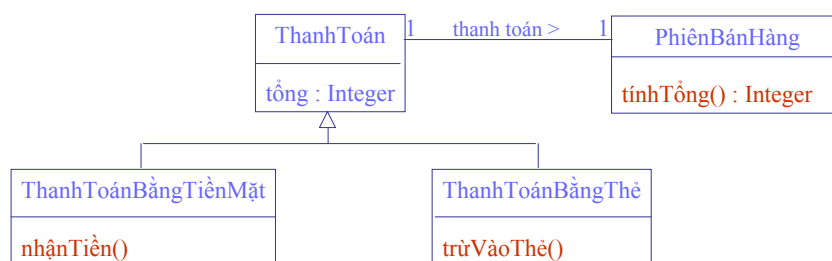 ThanhToán
tổng : Integer
1 thanh toán > 1
PhiênBánHàng
tínhTổng() : Integer
ThanhToánBằngTiềnMặt
nhậnTiền()
ThanhToánBằngThẻ
trừVàoThẻ()